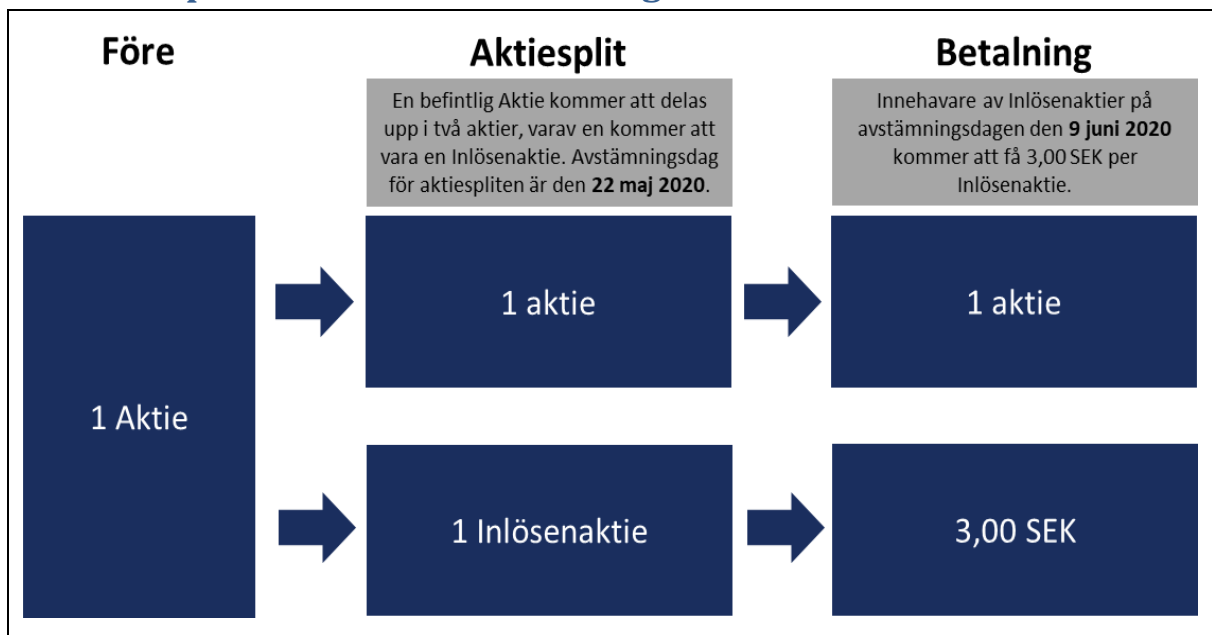 Före
Aktiesplit
Betalning
En befintlig Aktie kommer att delas
upp i två aktier, varav en kommer att
vara en Inlösenaktie. Avstämningsdag
för aktiespliten är den 22 maj 2020.
Innehavare av Inlösenaktier på
avstämningsdagen den 9 juni 2020
kommer att få 3,00 SEK per
Inlösenaktie.
1 Aktie
1 aktie
1 aktie
1 Inlösenaktie
3,00 SEK